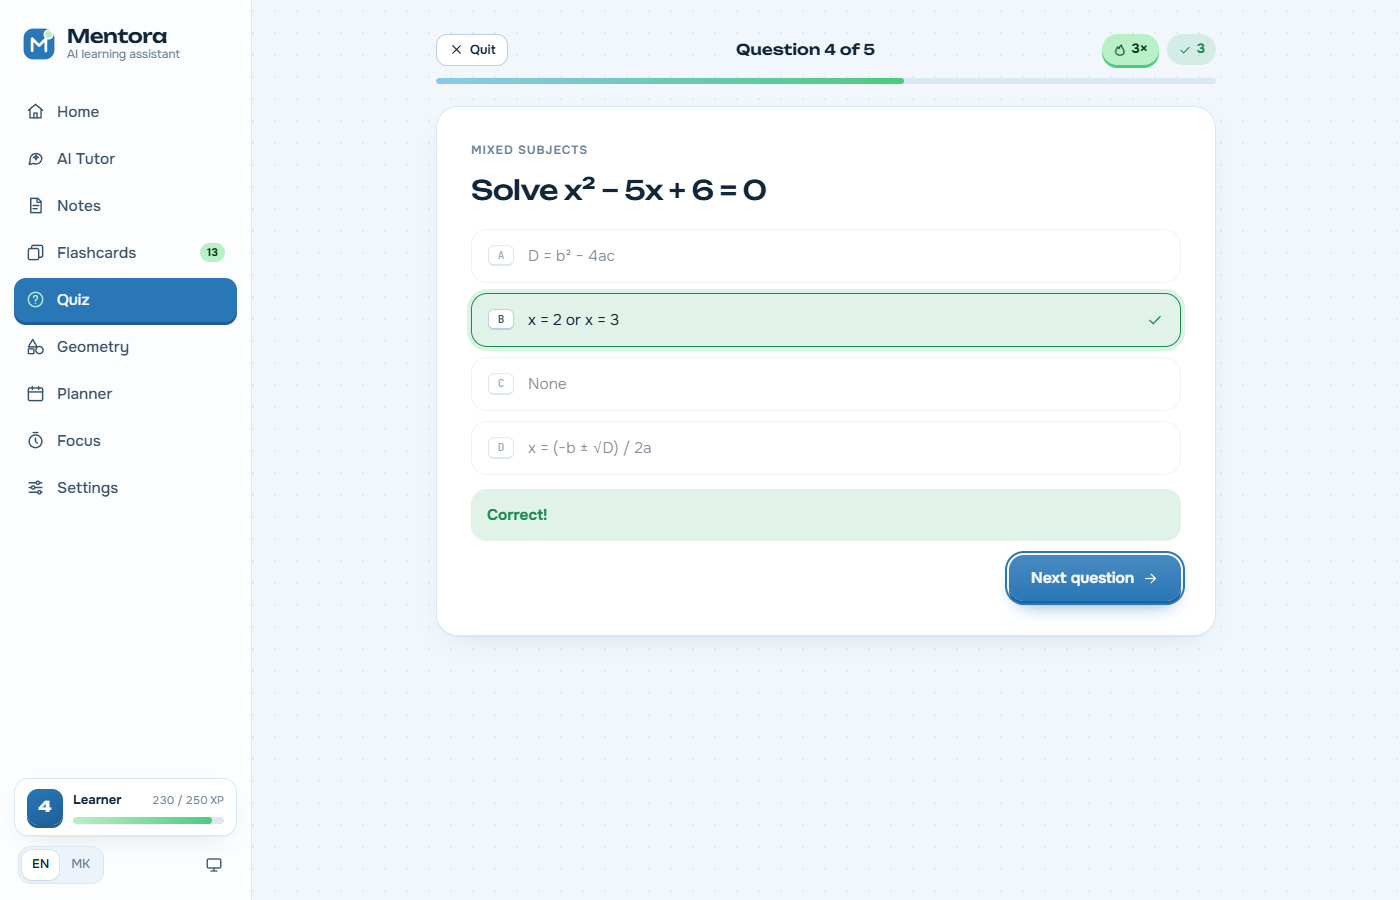 Mentora
AI learning assistant
Home
AI Tutor
Notes
Flashcards 13
Quiz
Geometry
Planner
Focus
Settings
4 Learner 230 / 250 XP
EN MK
Quit
Question 4 of 5
3×
3
MIXED SUBJECTS
Solve x² − 5x + 6 = 0
A D = b² − 4ac
B x = 2 or x = 3
C None
D x = (−b ± √D) / 2a
Correct!
Next question →